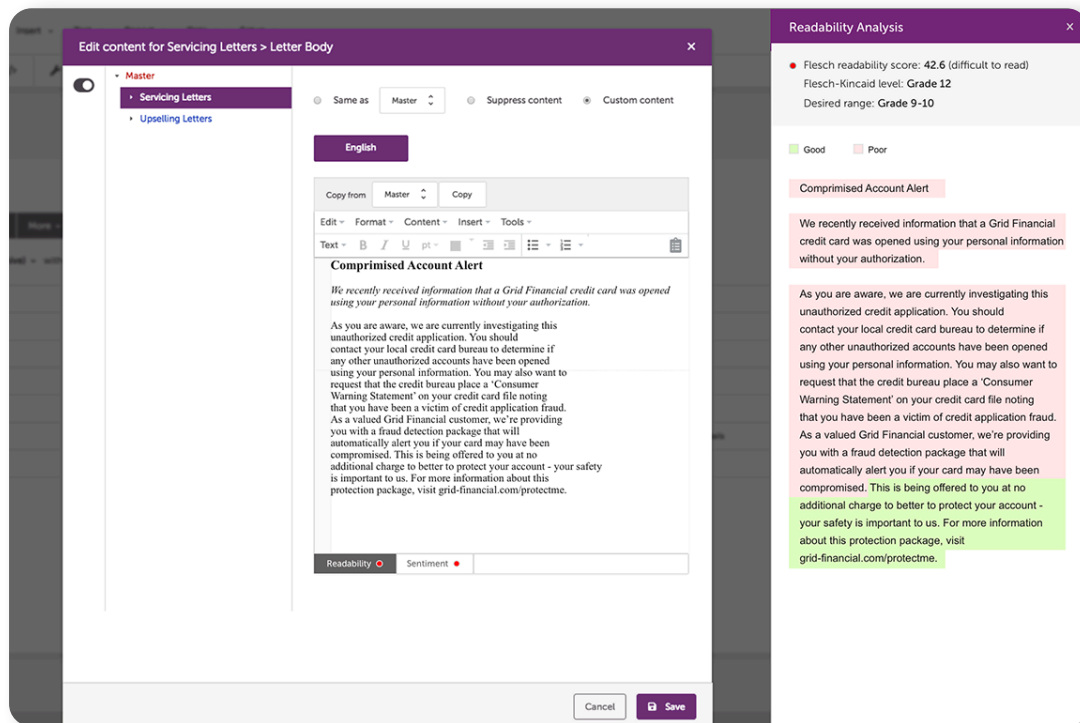 Insert
More
Edit content for Servicing Letters > Letter Body
Master
Servicing Letters
Upselling Letters
Same as Master Suppress content Custom content
English
Copy from Master Copy
Edit Format Content Insert Tools
Text B I U pt
Comprimised Account Alert
We recently received information that a Grid Financial credit card was opened
using your personal information without your authorization.
As you are aware, we are currently investigating this
unauthorized credit application. You should
contact your local credit card bureau to determine if
any other unauthorized accounts have been opened
using your personal information. You may also want to
request that the credit bureau place a ‘Consumer
Warning Statement’ on your credit card file noting
that you have been a victim of credit application fraud.
As a valued Grid Financial customer, we’re providing
you with a fraud detection package that will
automatically alert you if your card may have been
compromised. This is being offered to you at no
additional charge to better to protect your account - your safety
is important to us. For more information about this
protection package, visit grid-financial.com/protectme.
Readability Sentiment
Cancel Save
Readability Analysis
Flesch readability score: 42.6 (difficult to read)
Flesch-Kincaid level: Grade 12
Desired range: Grade 9-10
Good Poor
Comprimised Account Alert
We recently received information that a Grid Financial
credit card was opened using your personal information
without your authorization.
As you are aware, we are currently investigating this
unauthorized credit application. You should
contact your local credit card bureau to determine if
any other unauthorized accounts have been opened
using your personal information. You may also want to
request that the credit bureau place a ‘Consumer
Warning Statement’ on your credit card file noting
that you have been a victim of credit application fraud.
As a valued Grid Financial customer, we’re providing
you with a fraud detection package that will
automatically alert you if your card may have been
compromised. This is being offered to you at no
additional charge to better to protect your account -
your safety is important to us. For more information
about this protection package, visit
grid-financial.com/protectme.